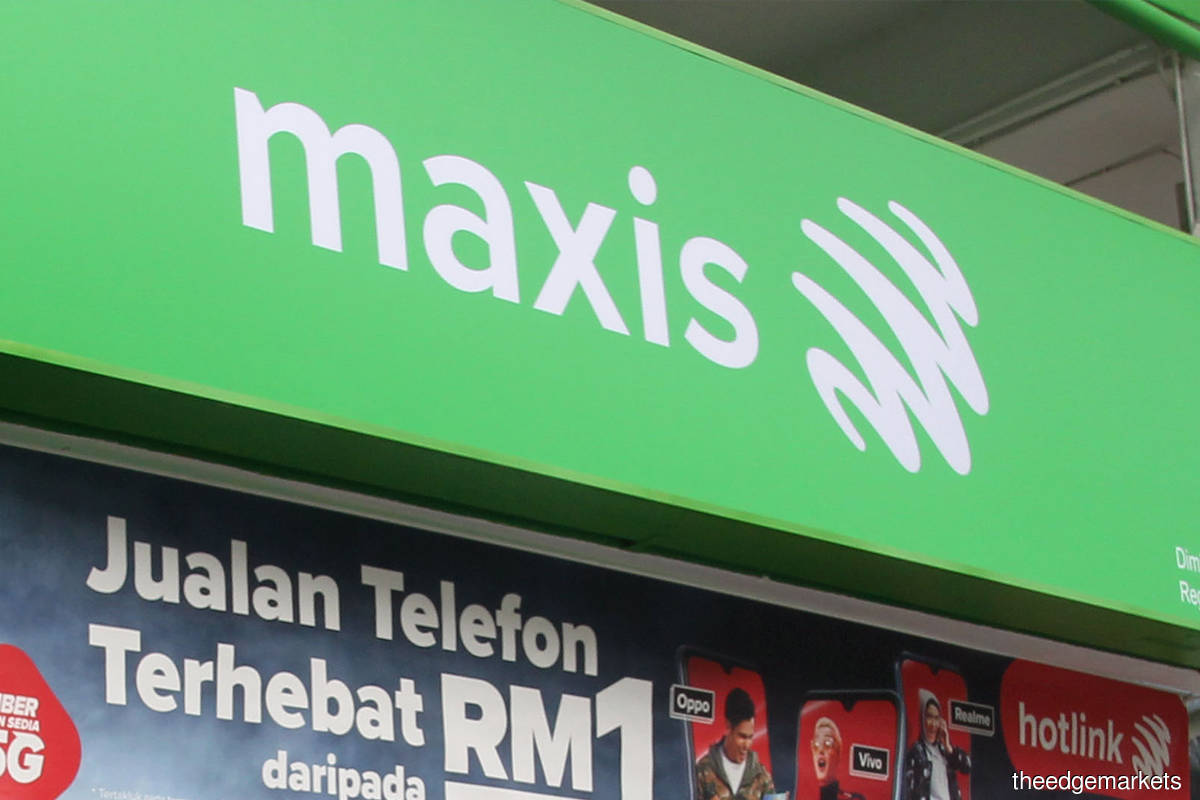 maxis
Jualan Telefon
Terhebat RM1
daripada
5G
Oppo
Vivo
Realme
hotlink
theedgemarkets